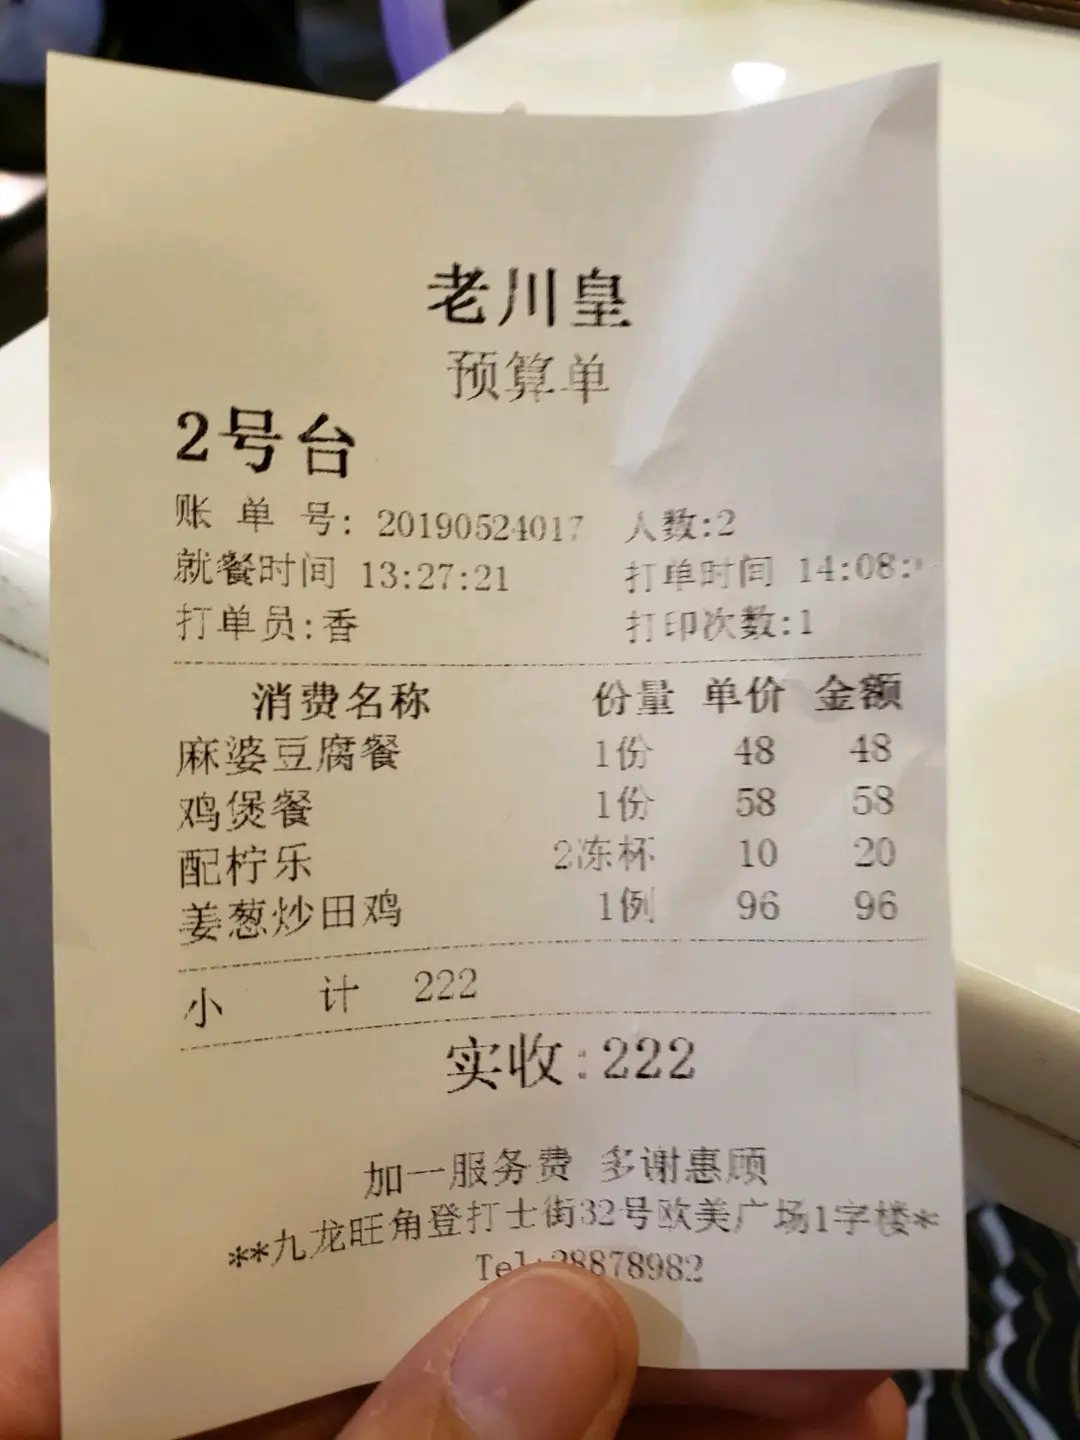 老川皇
预算单
2号台
账 单 号: 20190524017 人数:2
就餐时间 13:27:21 打单时间 14:08:
打单员:香 打印次数:1
消费名称 份量 单价 金额
麻婆豆腐餐 1份 48 48
鸡煲餐 1份 58 58
配柠乐 2冻杯 10 20
姜葱炒田鸡 1例 96 96
小 计 222
实收:222
加一服务费 多谢惠顾
**九龙旺角登打士街32号欧美广场1字楼*
Tel:28878982